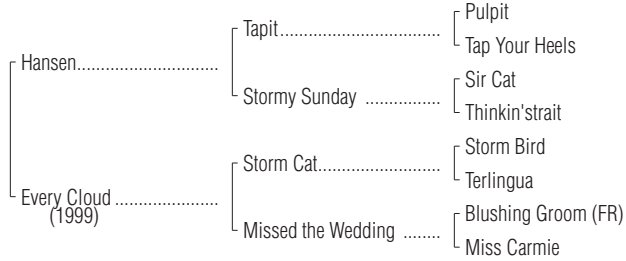 Pulpit
Tapit
Tap Your Heels
Hansen
Sir Cat
Stormy Sunday
Thinkin'strait
Storm Bird
Storm Cat
Terlingua
Every Cloud
(1999)
Blushing Groom (FR)
Missed the Wedding
Miss Carmie